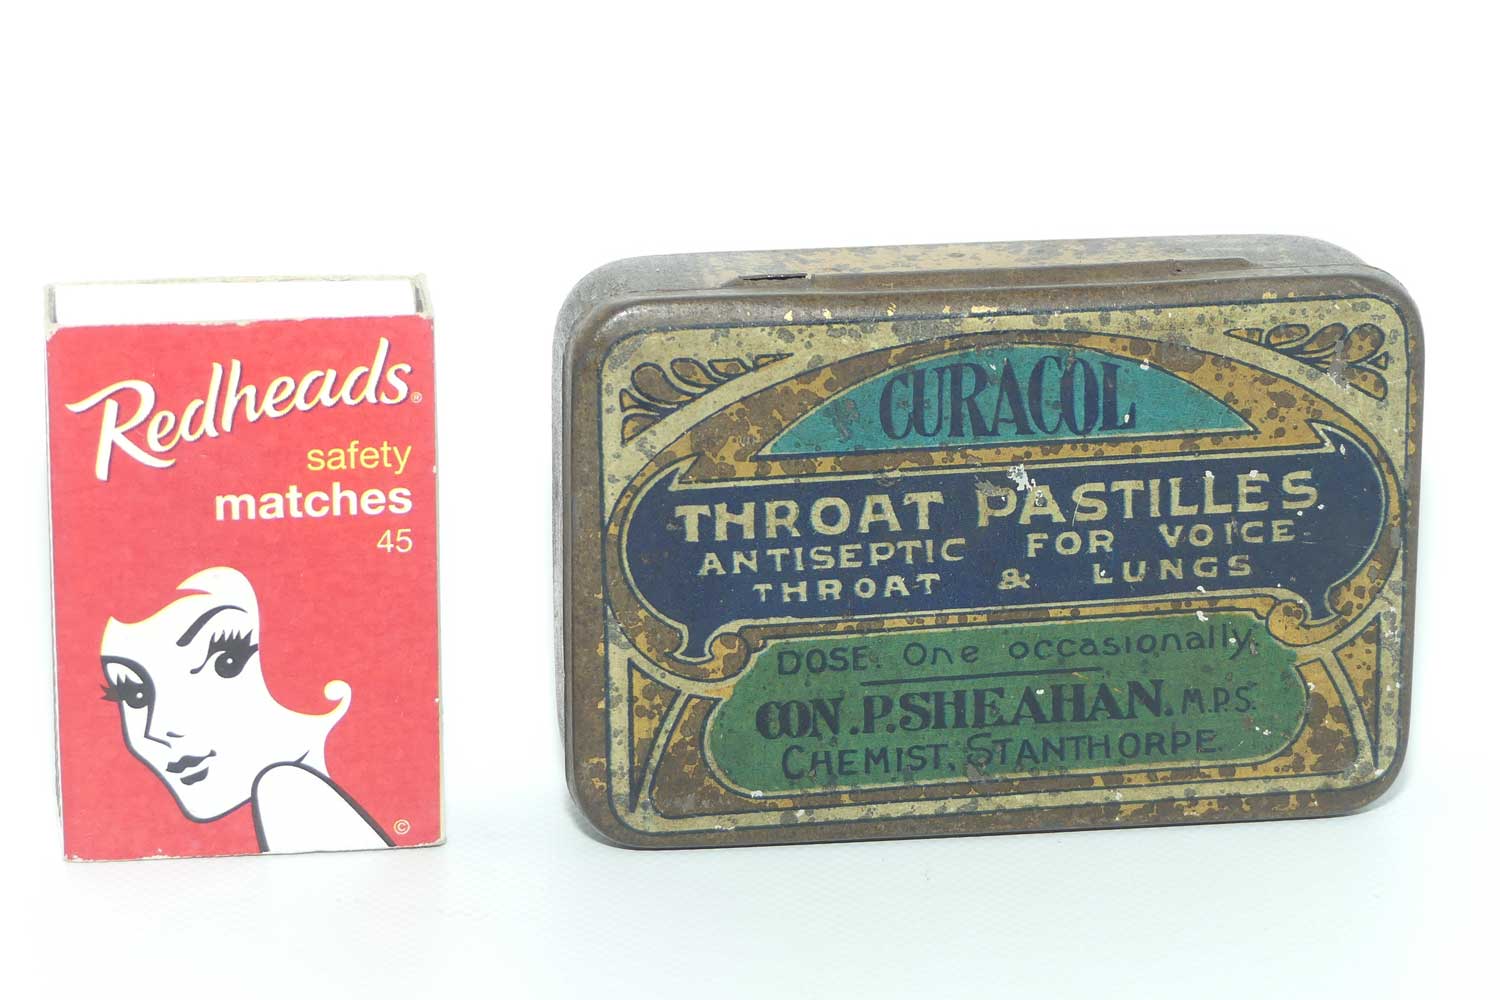 Redheads®
safety
matches
45
©
CURACOL
THROAT PASTILLES
ANTISEPTIC FOR VOICE
THROAT & LUNGS
DOSE: One occasionally.
CON. P. SHEAHAN. M.P.S.
CHEMIST, STANTHORPE.